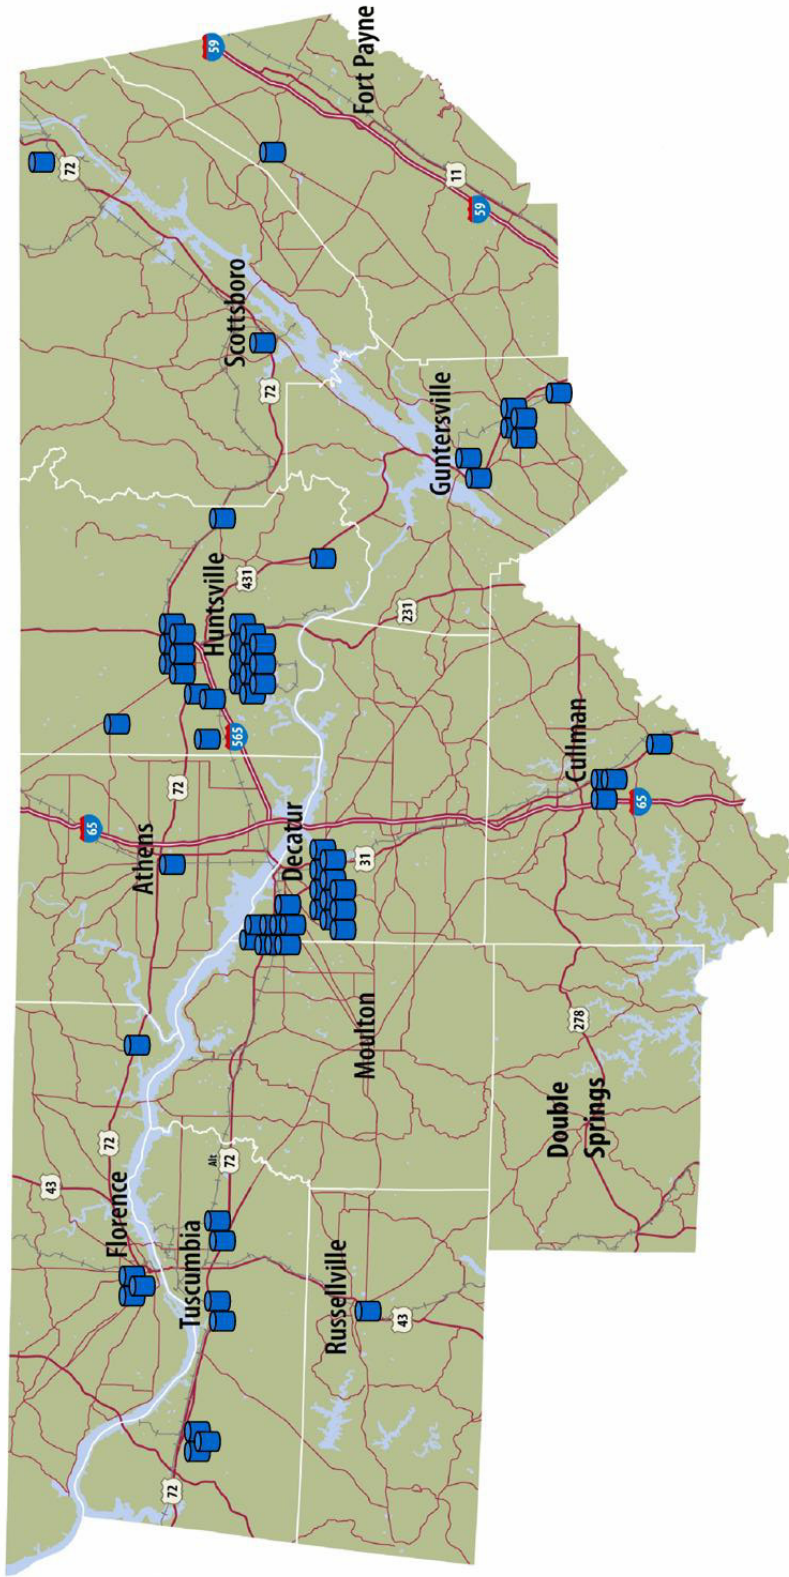 43
72
Florence
Tuscumbia
Alt
72
72
Russellville
43
Athens
65
72
Decatur
31
Moulton
Double
Springs
278
Cullman
65
Huntsville
565
431
231
Scottsboro
72
72
Guntersville
59
Fort Payne
11
59